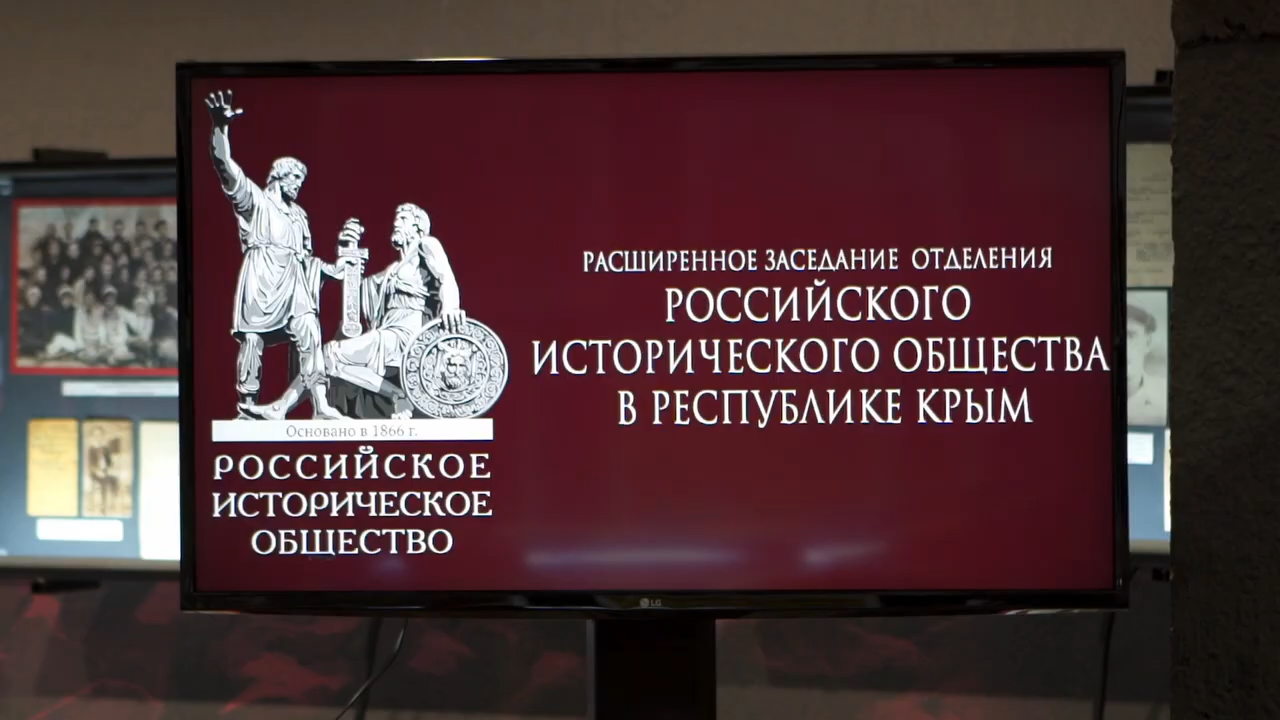 Основано в 1866 г.
РОССИЙСКОЕ
ИСТОРИЧЕСКОЕ
ОБЩЕСТВО
РАСШИРЕННОЕ ЗАСЕДАНИЕ ОТДЕЛЕНИЯ
РОССИЙСКОГО
ИСТОРИЧЕСКОГО ОБЩЕСТВА
В РЕСПУБЛИКЕ КРЫМ
LG